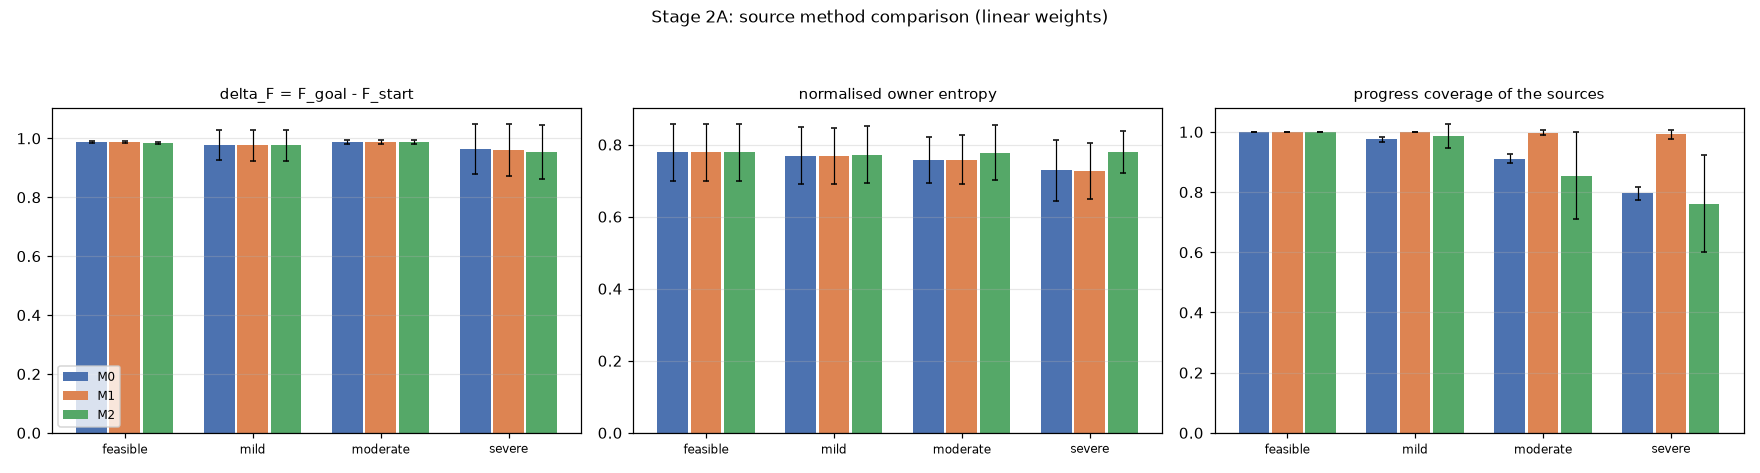 Stage 2A: source method comparison (linear weights)
delta_F = F_goal - F_start
1.0
0.8
0.6
0.4
0.2
0.0
M0
M1
M2
feasible
mild
moderate
severe
normalised owner entropy
0.8
0.6
0.4
0.2
0.0
feasible
mild
moderate
severe
progress coverage of the sources
1.0
0.8
0.6
0.4
0.2
0.0
feasible
mild
moderate
severe